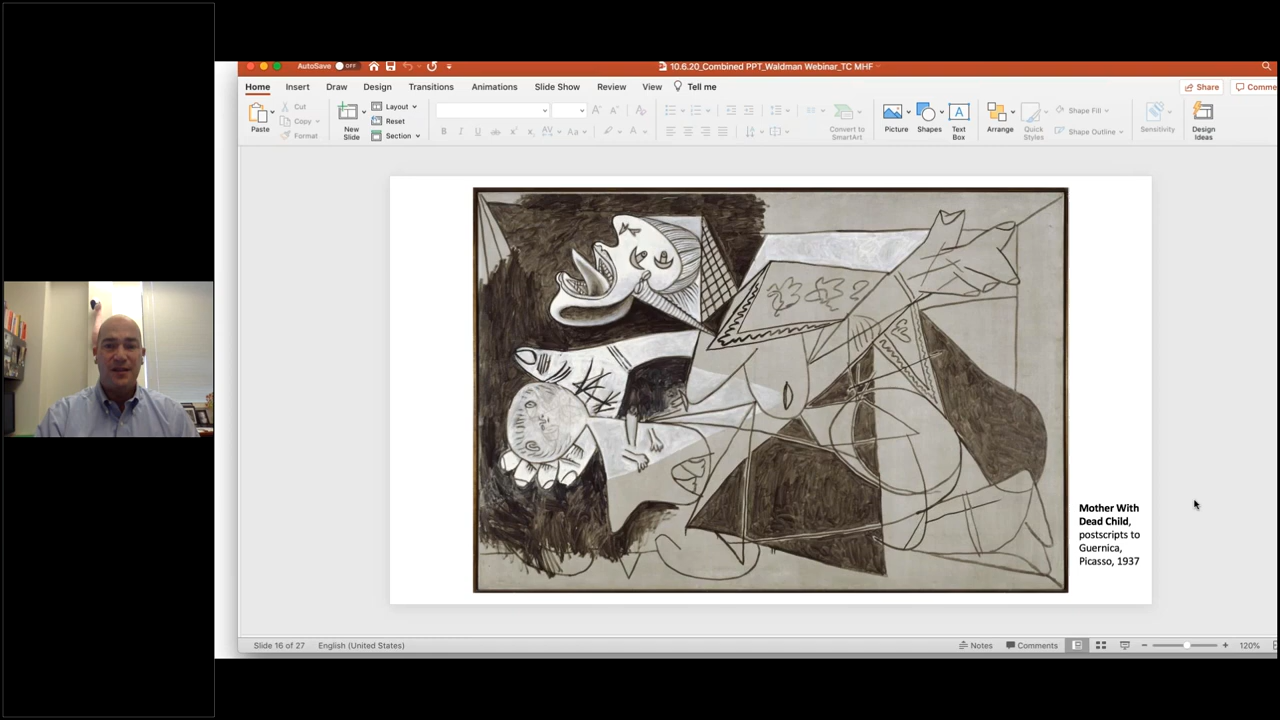 AutoSave OFF
10.6.20_Combined PPT_Waldman Webinar_TC MHF
Home Insert Draw Design Transitions Animations Slide Show Review View Tell me Share
Paste
Cut
Copy
Format
New
Slide
Layout
Reset
Section
B I U
Convert to
SmartArt
Picture
Shapes
Text
Box
Arrange
Quick
Styles
Shape Fill
Shape Outline
Sensitivity
Design
Ideas
Mother With
Dead Child,
postscripts to
Guernica,
Picasso, 1937
Slide 16 of 27 English (United States) Notes Comments 120%